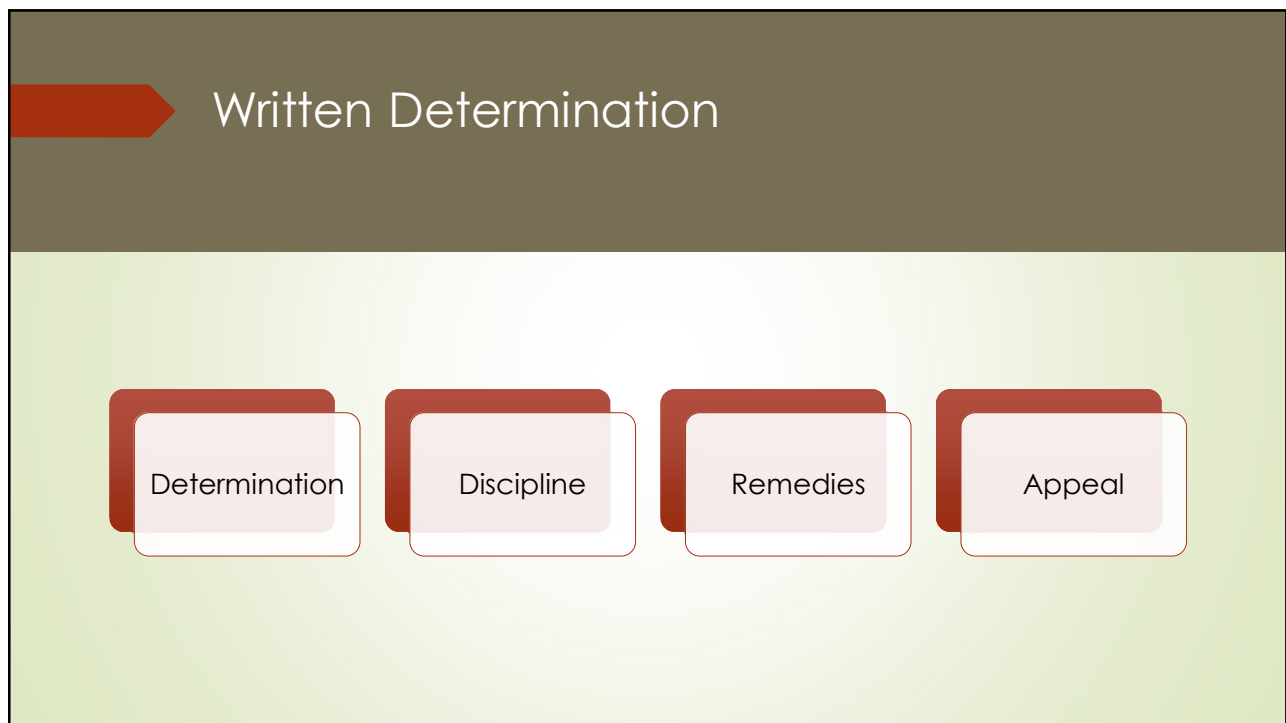 Written Determination
Determination
Discipline
Remedies
Appeal